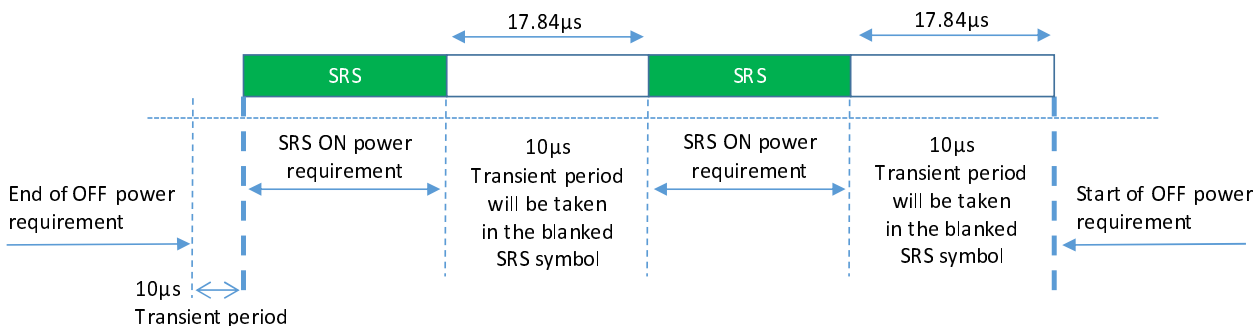 17.84µs
17.84µs
SRS
SRS
SRS ON power
requirement
10µs
Transient period
will be taken
in the blanked
SRS symbol
SRS ON power
requirement
10µs
Transient period
will be taken
in the blanked
SRS symbol
End of OFF power
requirement
Start of OFF power
requirement
10µs
Transient period